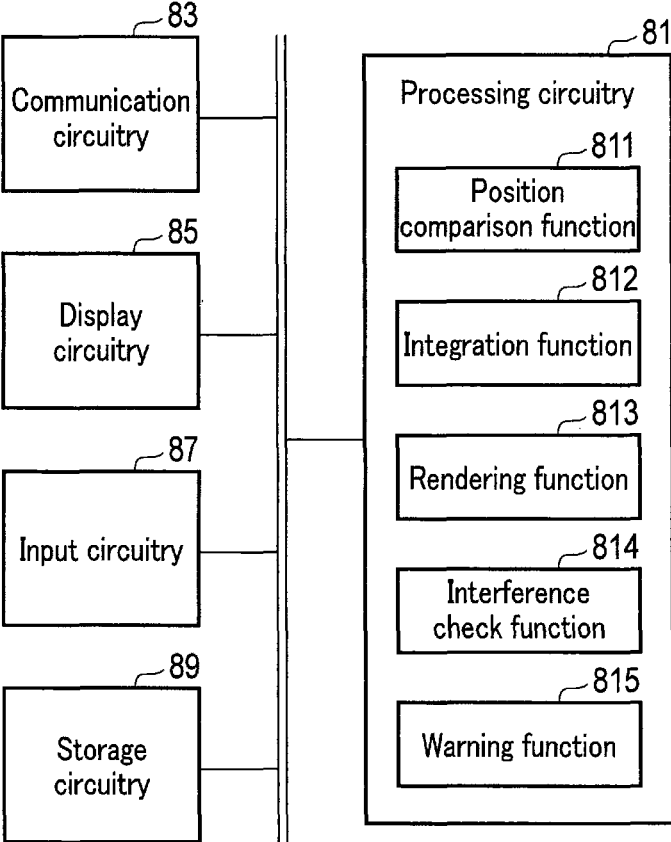 83
Communication
circuitry
85
Display
circuitry
87
Input circuitry
89
Storage
circuitry
81
Processing circuitry
811
Position
comparison function
812
Integration function
813
Rendering function
814
Interference
check function
815
Warning function